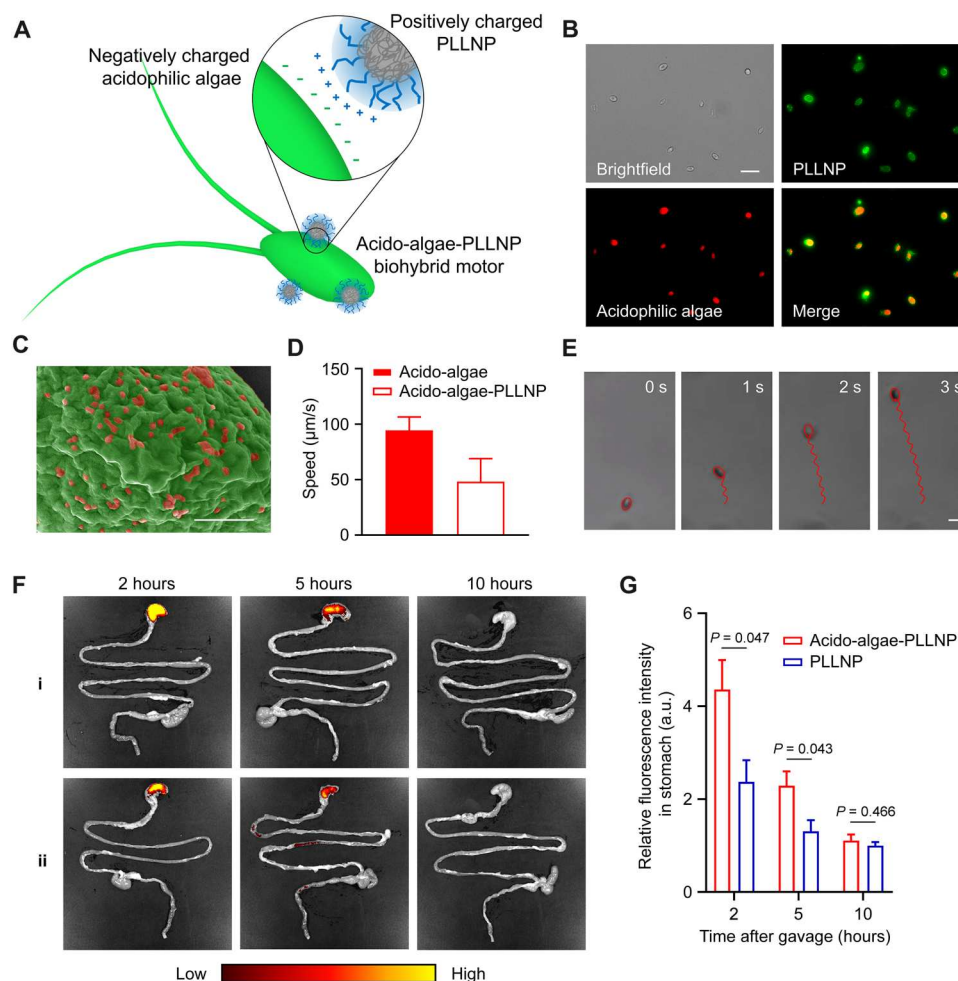 A
Negatively charged
acidophilic algae
Positively charged
PLLNP
Acido-algae-PLLNP
biohybrid motor
B
Brightfield
PLLNP
Acidophilic algae
Merge
C
D
Speed (μm/s)
150
100
50
0
Acido-algae
Acido-algae-PLLNP
E
0 s
1 s
2 s
3 s
F
2 hours
5 hours
10 hours
i
ii
Low
High
G
Relative fluorescence intensity
in stomach (a.u.)
6
4
2
0
Acido-algae-PLLNP
PLLNP
P = 0.047
P = 0.043
P = 0.466
2
5
10
Time after gavage (hours)